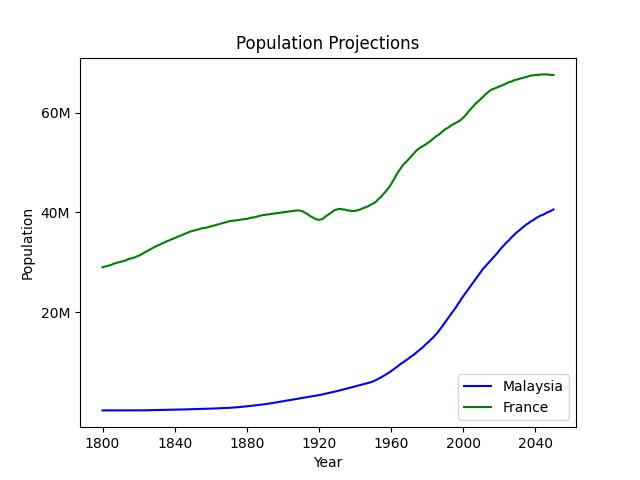 Population Projections
60M
40M
20M
Population
1800 1840 1880 1920 1960 2000 2040
Year
Malaysia
France